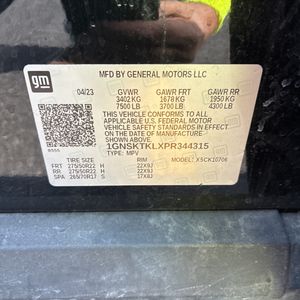 gm
MFD BY GENERAL MOTORS LLC
04/23 GVWR GAWR FRT GAWR RR
3402 KG 1678 KG 1950 KG
7500 LB 3700 LB 4300 LB
THIS VEHICLE CONFORMS TO ALL
APPLICABLE U.S. FEDERAL MOTOR
VEHICLE SAFETY STANDARDS IN EFFECT ON THE
DATE OF MANUFACTURE
SHOWN ABOVE.
1GNSKTKLXPR344315
TYPE: MPV
TIRE SIZE RIM MODEL: X5CK10706
FRT 275/50R22 H 22X9J
RR 275/50R22 H 22X9J
SPA 265/70R17 S 17X8J